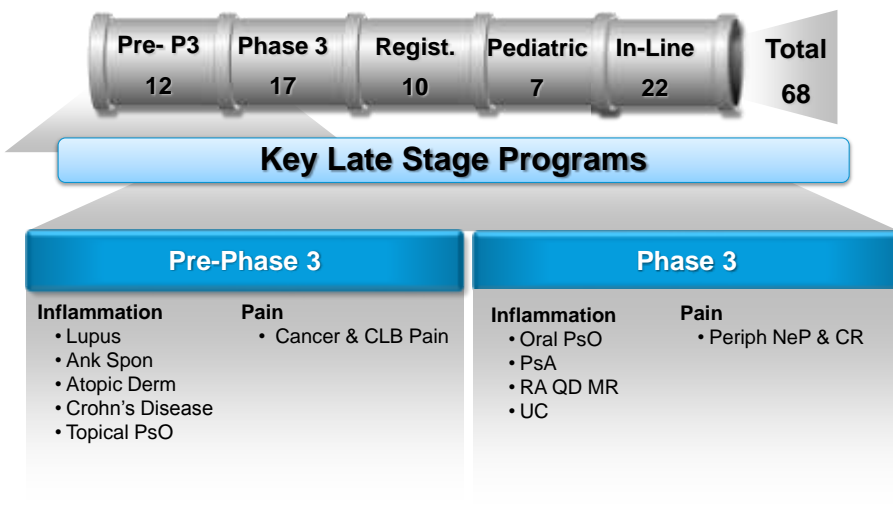 Pre- P3 Phase 3 Regist. Pediatric In-Line Total
12 17 10 7 22 68
Key Late Stage Programs
Pre-Phase 3
Inflammation
• Lupus
• Ank Spon
• Atopic Derm
• Crohn's Disease
• Topical PsO
Pain
• Cancer & CLB Pain
Phase 3
Inflammation
• Oral PsO
• PsA
• RA QD MR
• UC
Pain
• Periph NeP & CR